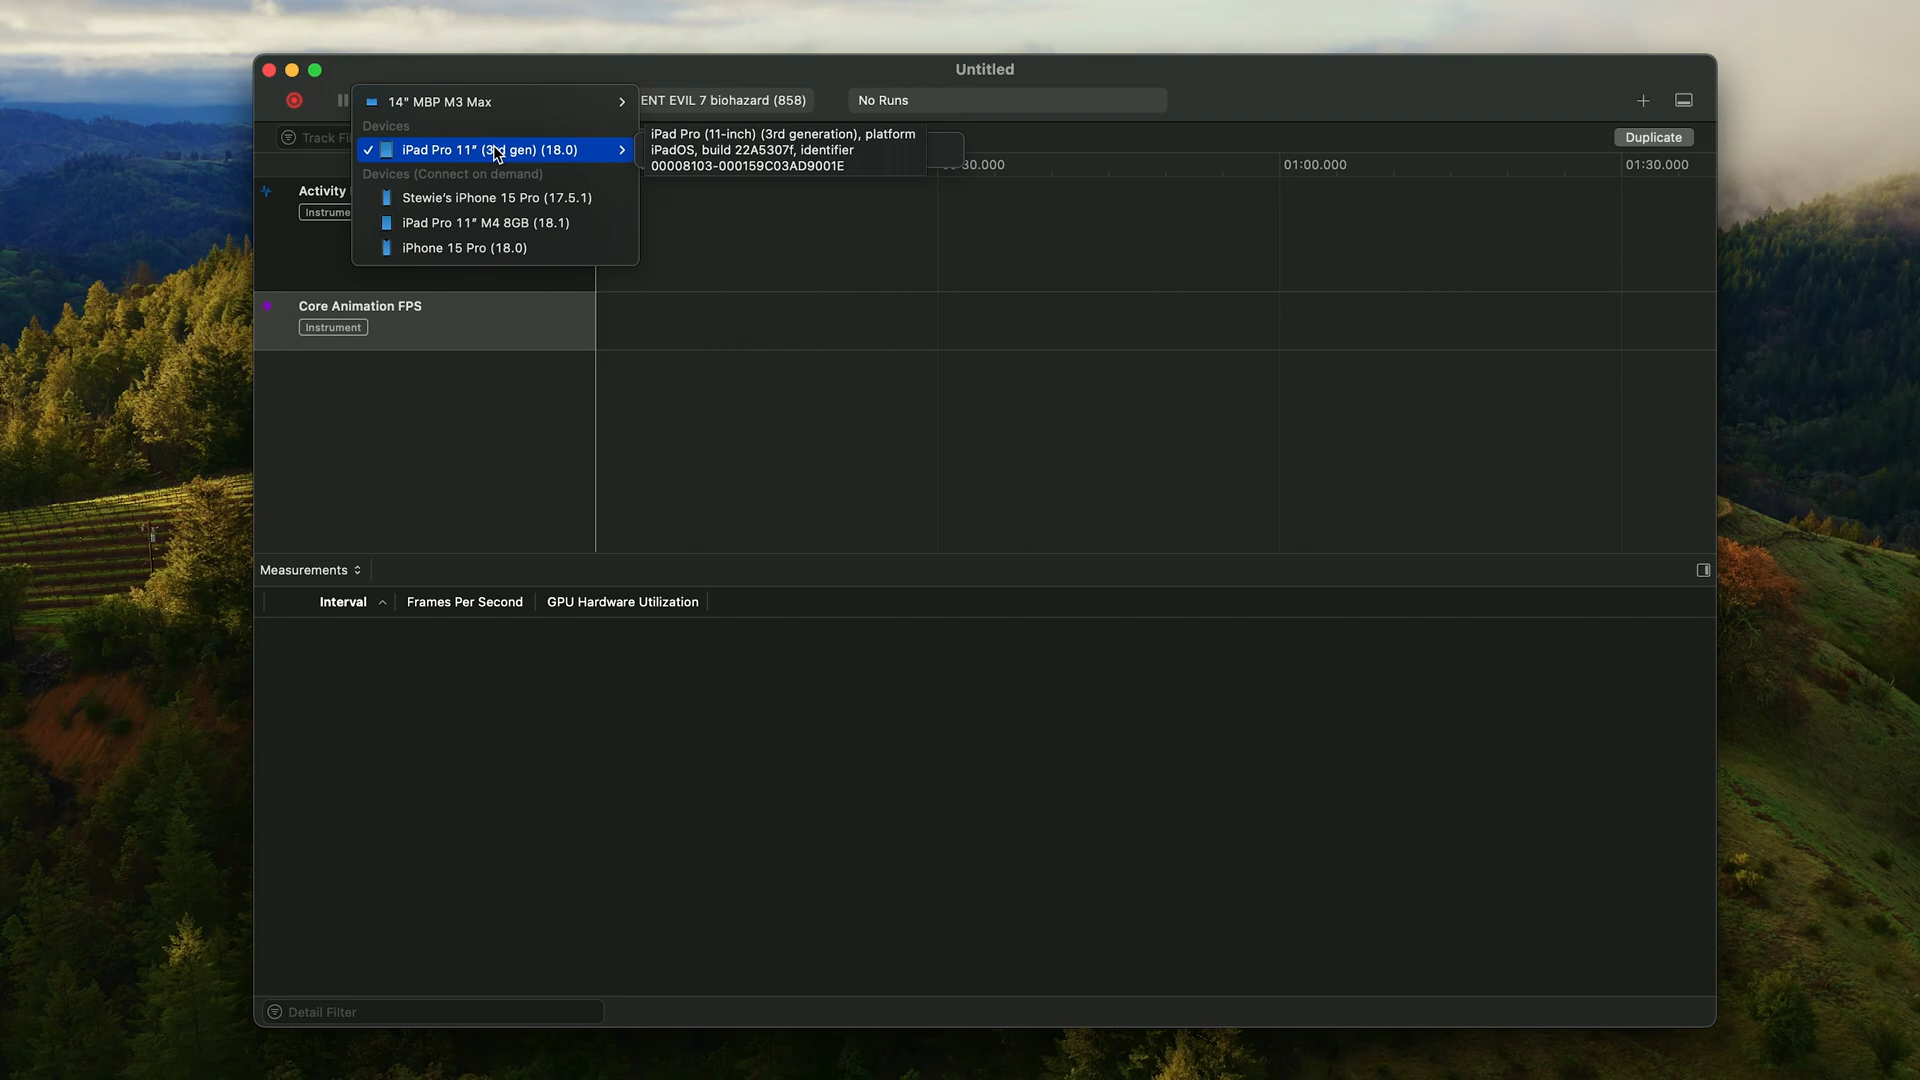 Untitled
14" MBP M3 Max
ENT EVIL 7 biohazard (858)
No Runs
Devices
iPad Pro 11" (3rd gen) (18.0)
iPad Pro (11-inch) (3rd generation), platform
iPadOS, build 22A5307f, identifier
00008103-000159C03AD9001E
Devices (Connect on demand)
Stewie's iPhone 15 Pro (17.5.1)
iPad Pro 11" M4 8GB (18.1)
iPhone 15 Pro (18.0)
Track Fil
Duplicate
30.000
01:00.000
01:30.000
Activity
Instrume
Core Animation FPS
Instrument
Measurements
Interval
Frames Per Second
GPU Hardware Utilization
Detail Filter